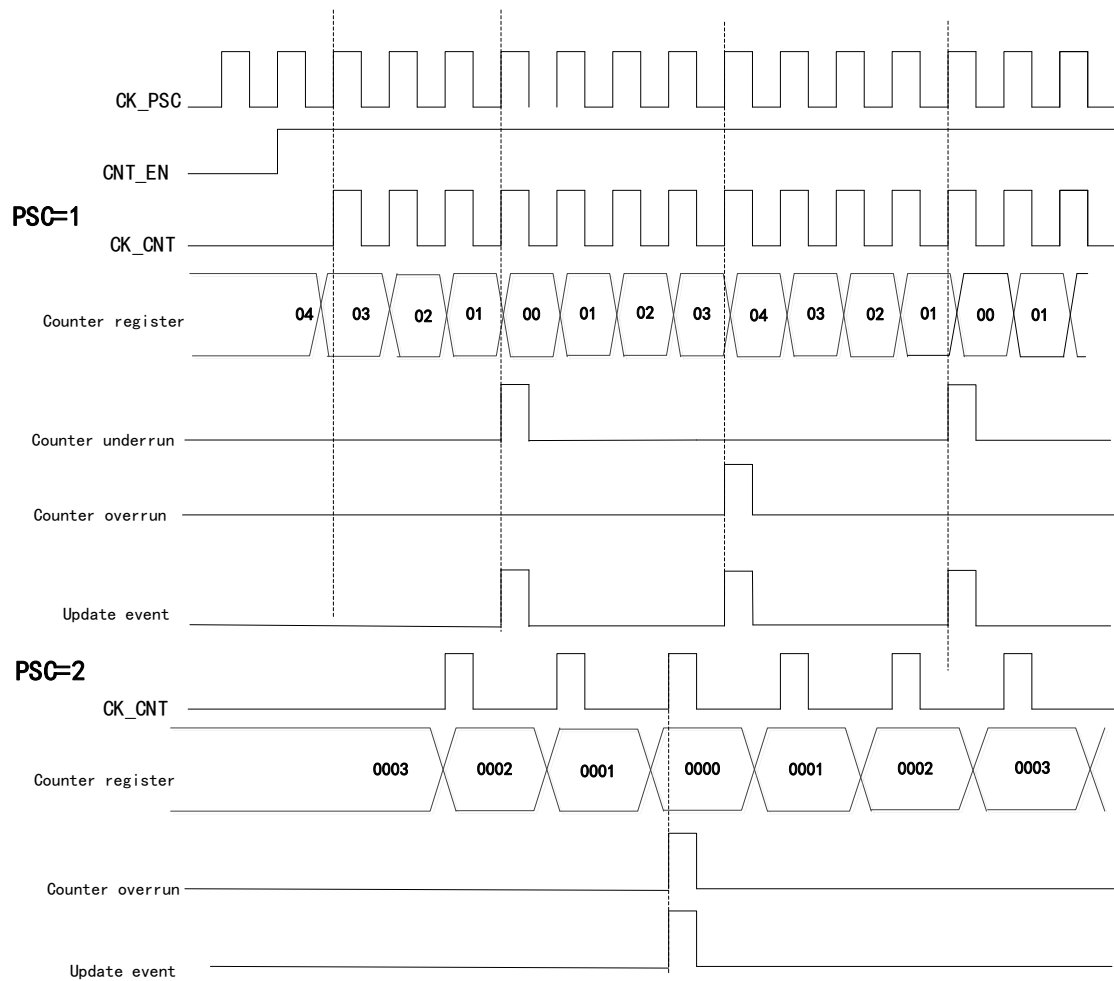 CK_PSC
CNT_EN
PSC=1
CK_CNT
Counter register 04 03 02 01 00 01 02 03 04 03 02 01 00 01
Counter underrun
Counter overrun
Update event
PSC=2
CK_CNT
Counter register 0003 0002 0001 0000 0001 0002 0003
Counter overrun
Update event